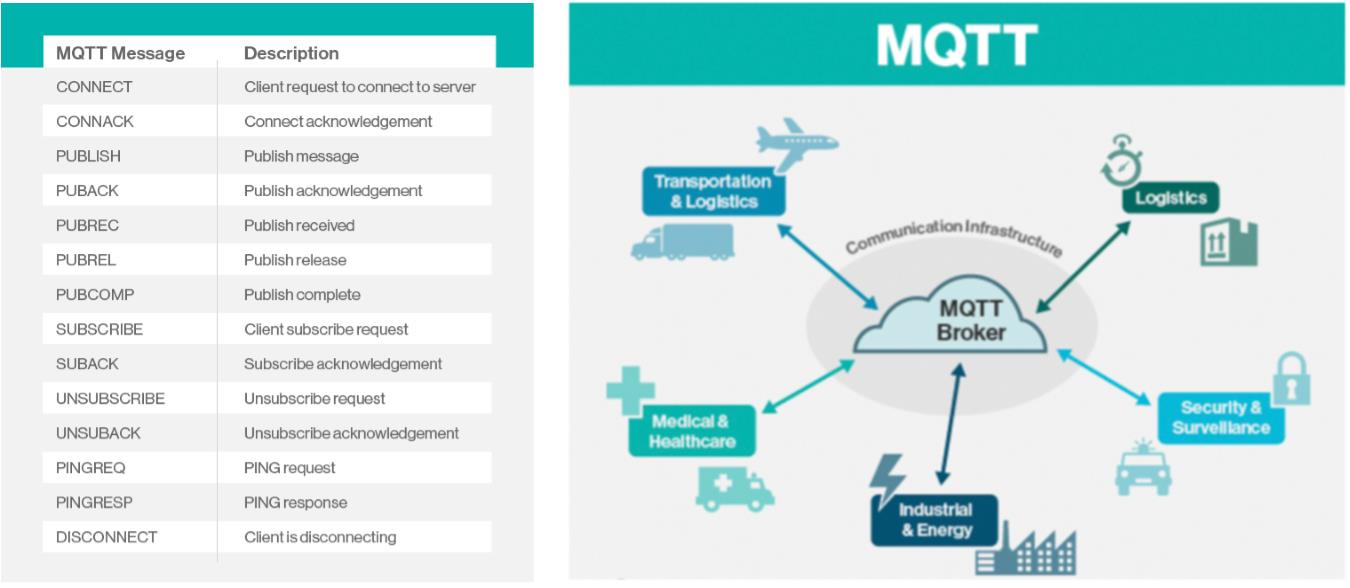 MQTT Message Description
CONNECT Client request to connect to server
CONNACK Connect acknowledgement
PUBLISH Publish message
PUBACK Publish acknowledgement
PUBREC Publish received
PUBREL Publish release
PUBCOMP Publish complete
SUBSCRIBE Client subscribe request
SUBACK Subscribe acknowledgement
UNSUBSCRIBE Unsubscribe request
UNSUBACK Unsubscribe acknowledgement
PINGREQ PING request
PINGRESP PING response
DISCONNECT Client is disconnecting
MQTT
Transportation
& Logistics
Logistics
Communication Infrastructure
MQTT
Broker
Medical &
Healthcare
Security &
Surveillance
Industrial
& Energy